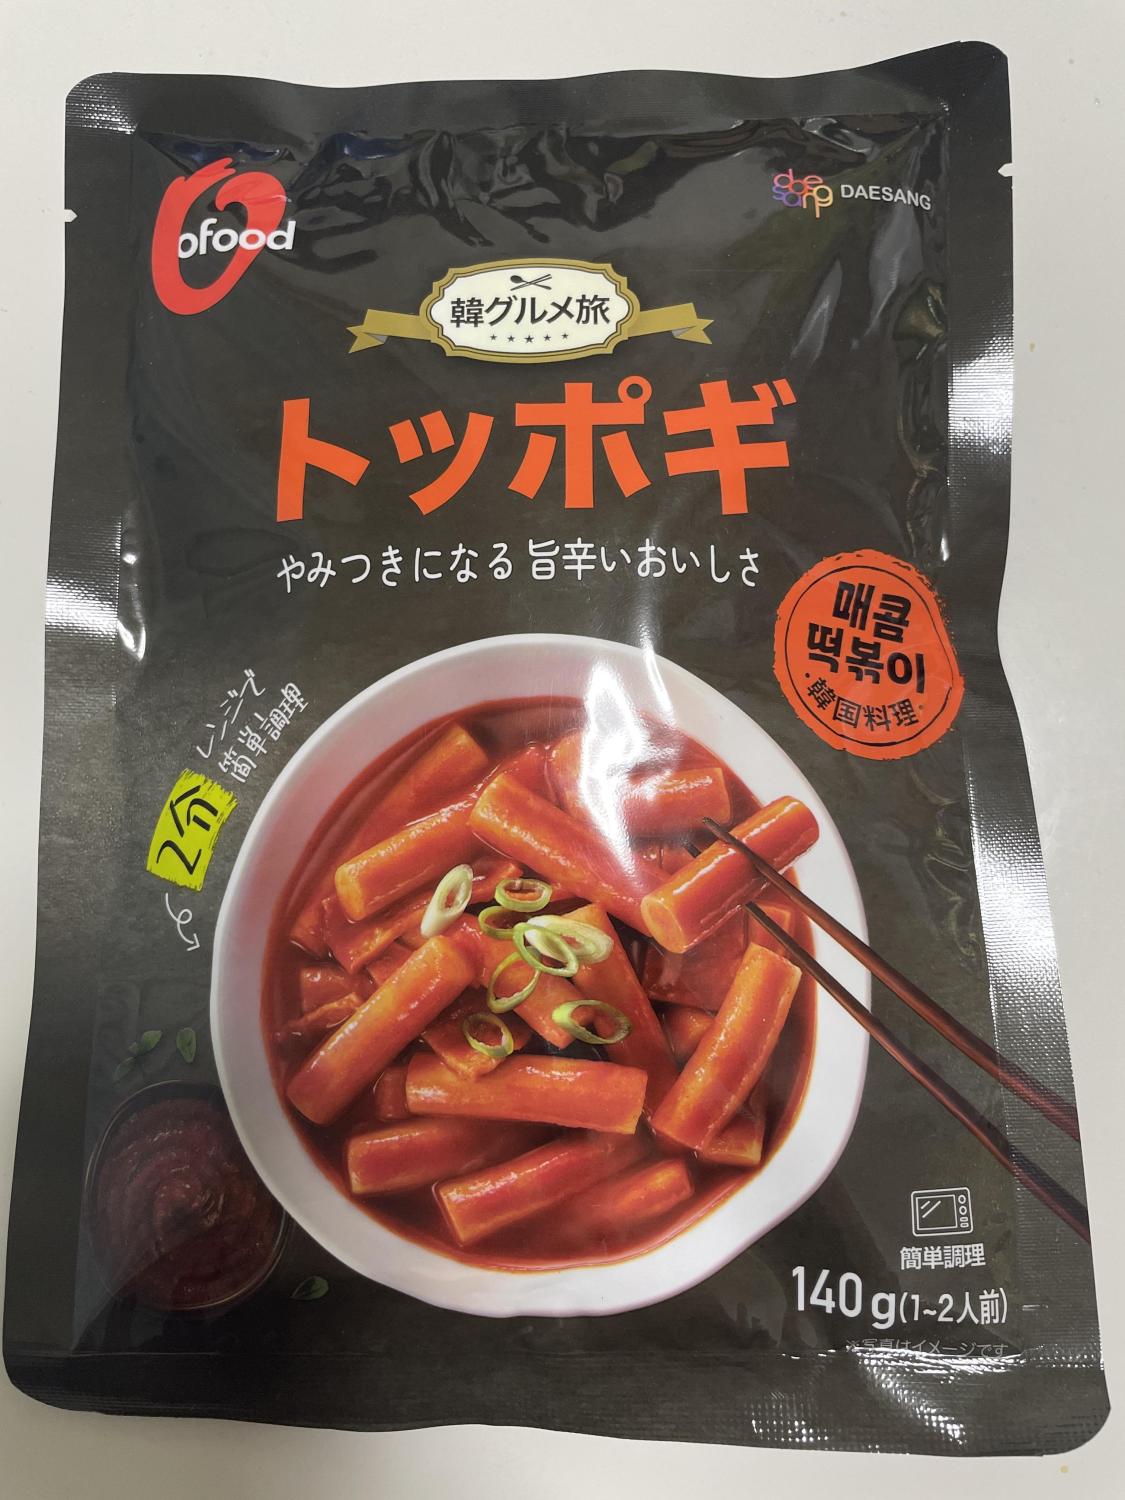 ofood
daesang DAESANG
韓グルメ旅
トッポギ
やみつきになる 旨辛いおいしさ
매콤
떡볶이
韓国料理
レンジで
簡単調理
2分
簡単調理
140g(1~2人前)
※写真はイメージです